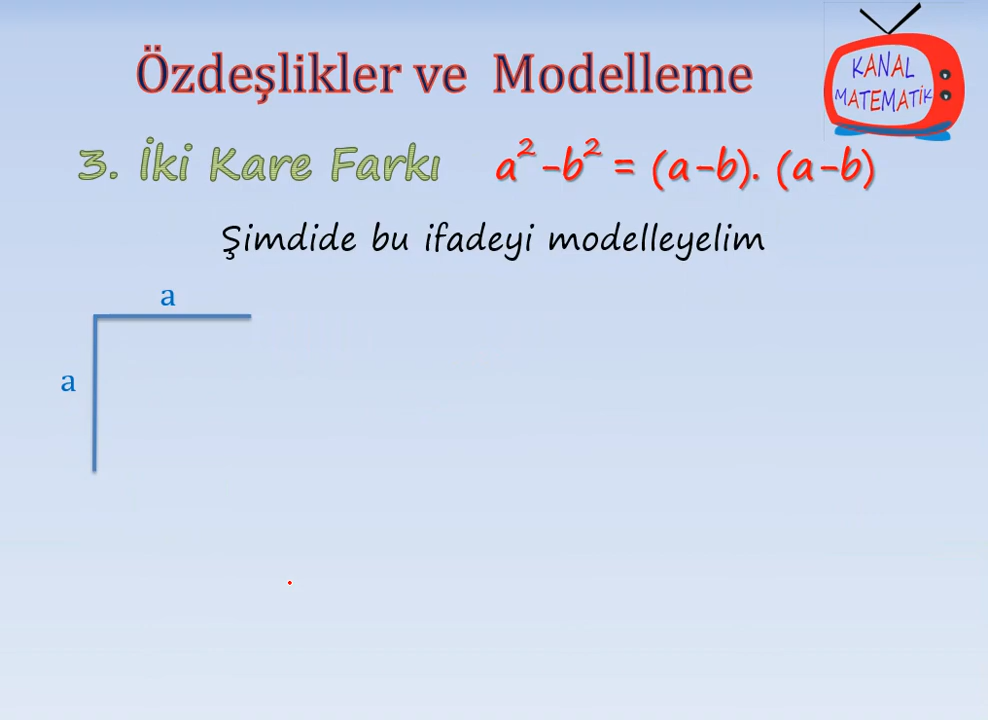 Özdeşlikler ve Modelleme
KANAL
MATEMATİK
3. İki Kare Farkı a²-b² = (a-b). (a-b)
Şimdide bu ifadeyi modelleyelim
a
a